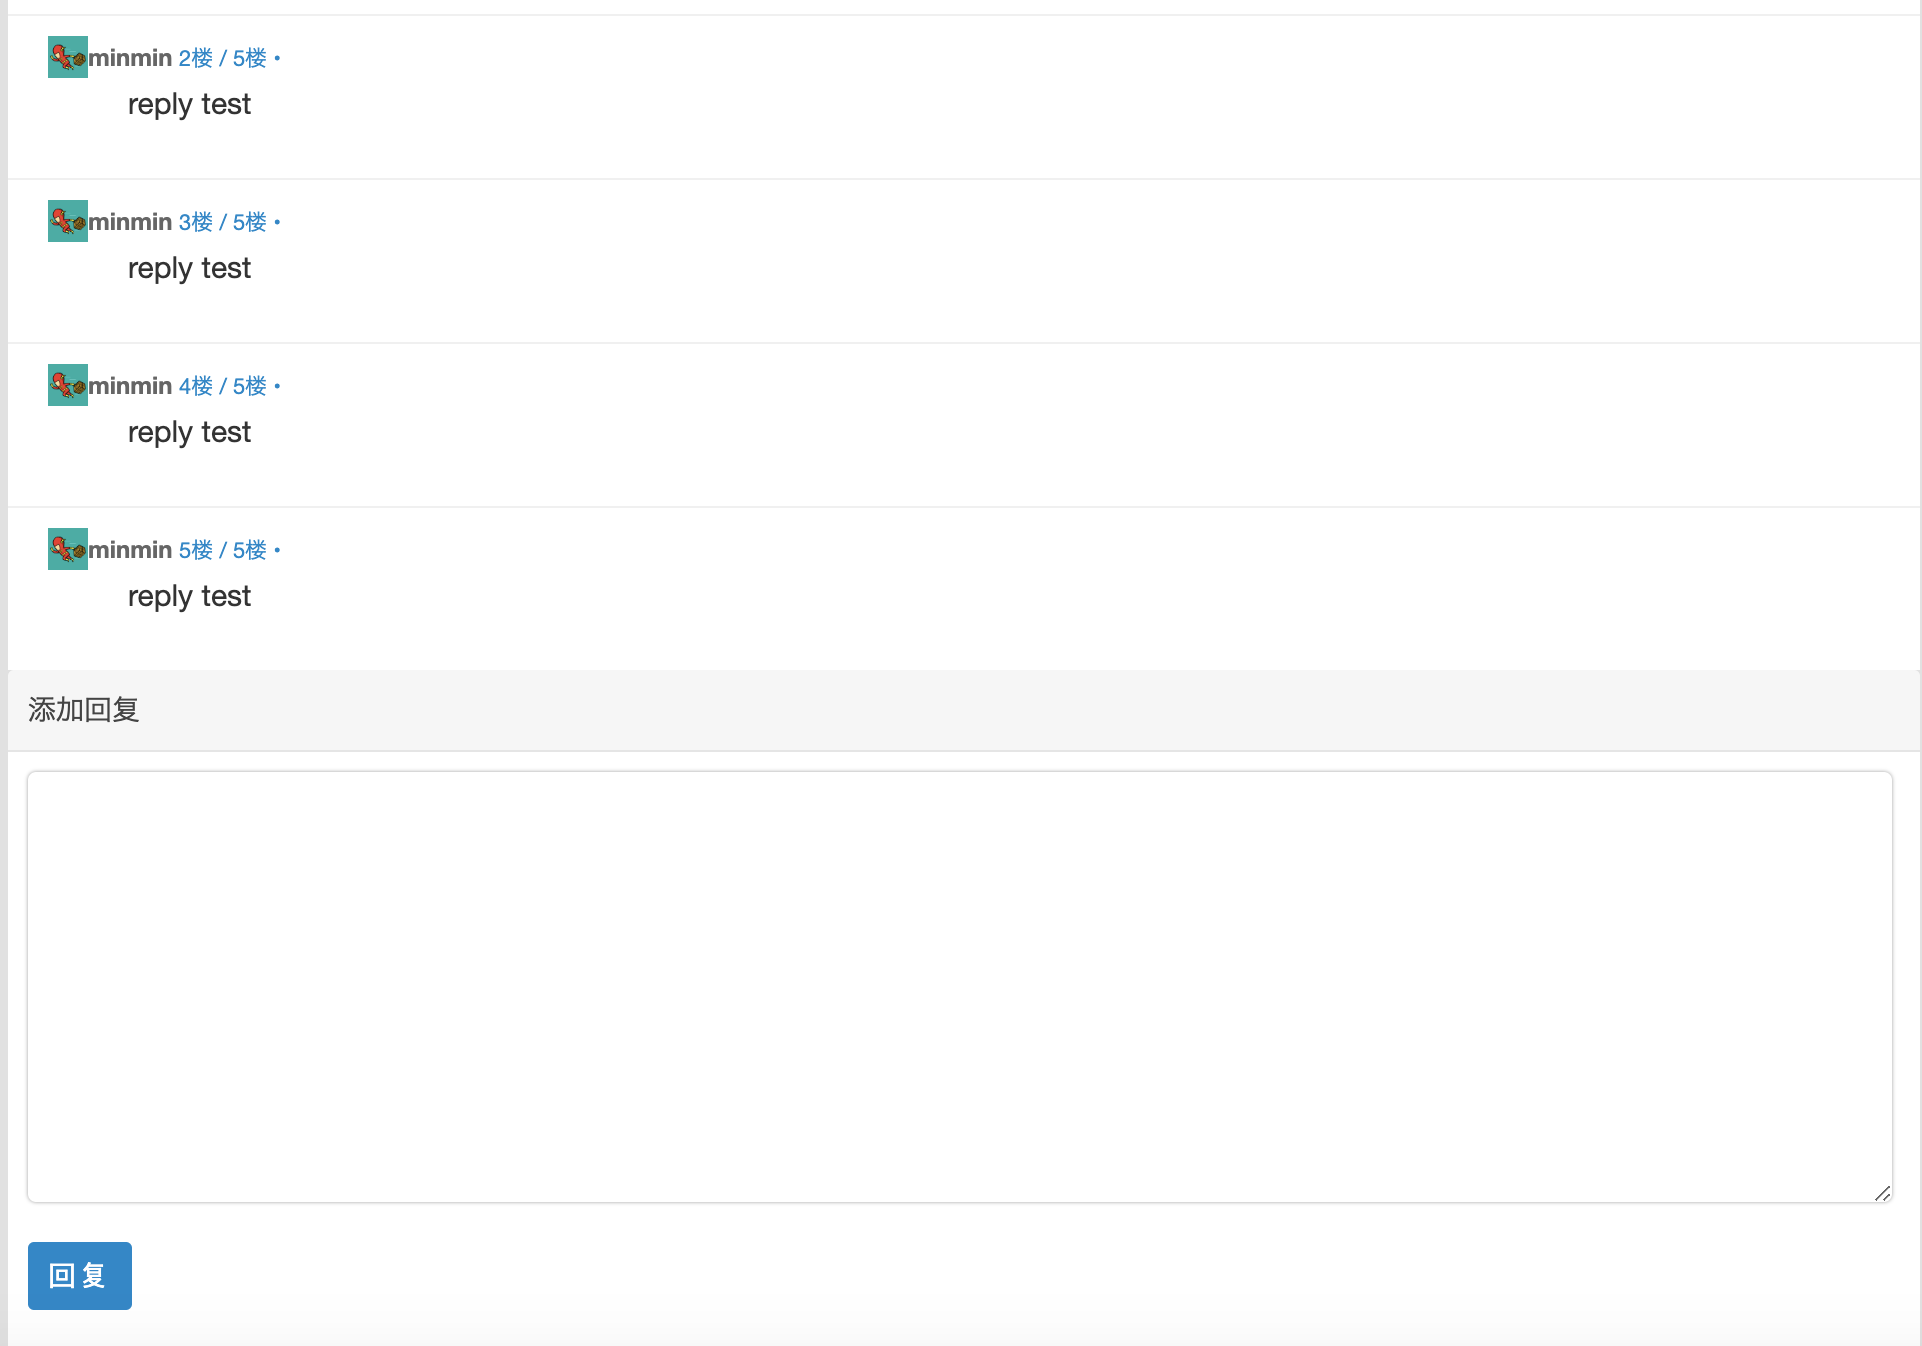 minmin 2楼 / 5楼 •
reply test
minmin 3楼 / 5楼 •
reply test
minmin 4楼 / 5楼 •
reply test
minmin 5楼 / 5楼 •
reply test
添加回复
回 复